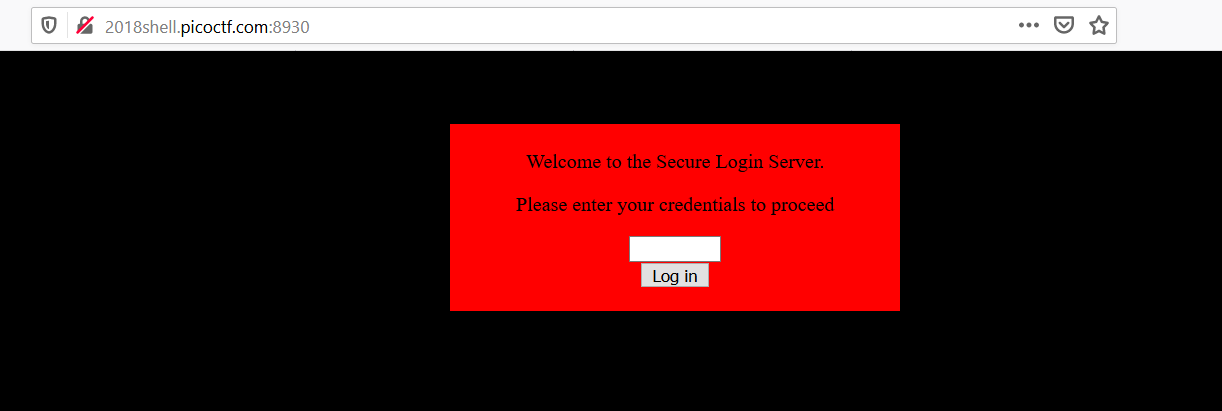 2018shell.picoctf.com:8930
Welcome to the Secure Login Server.
Please enter your credentials to proceed
Log in